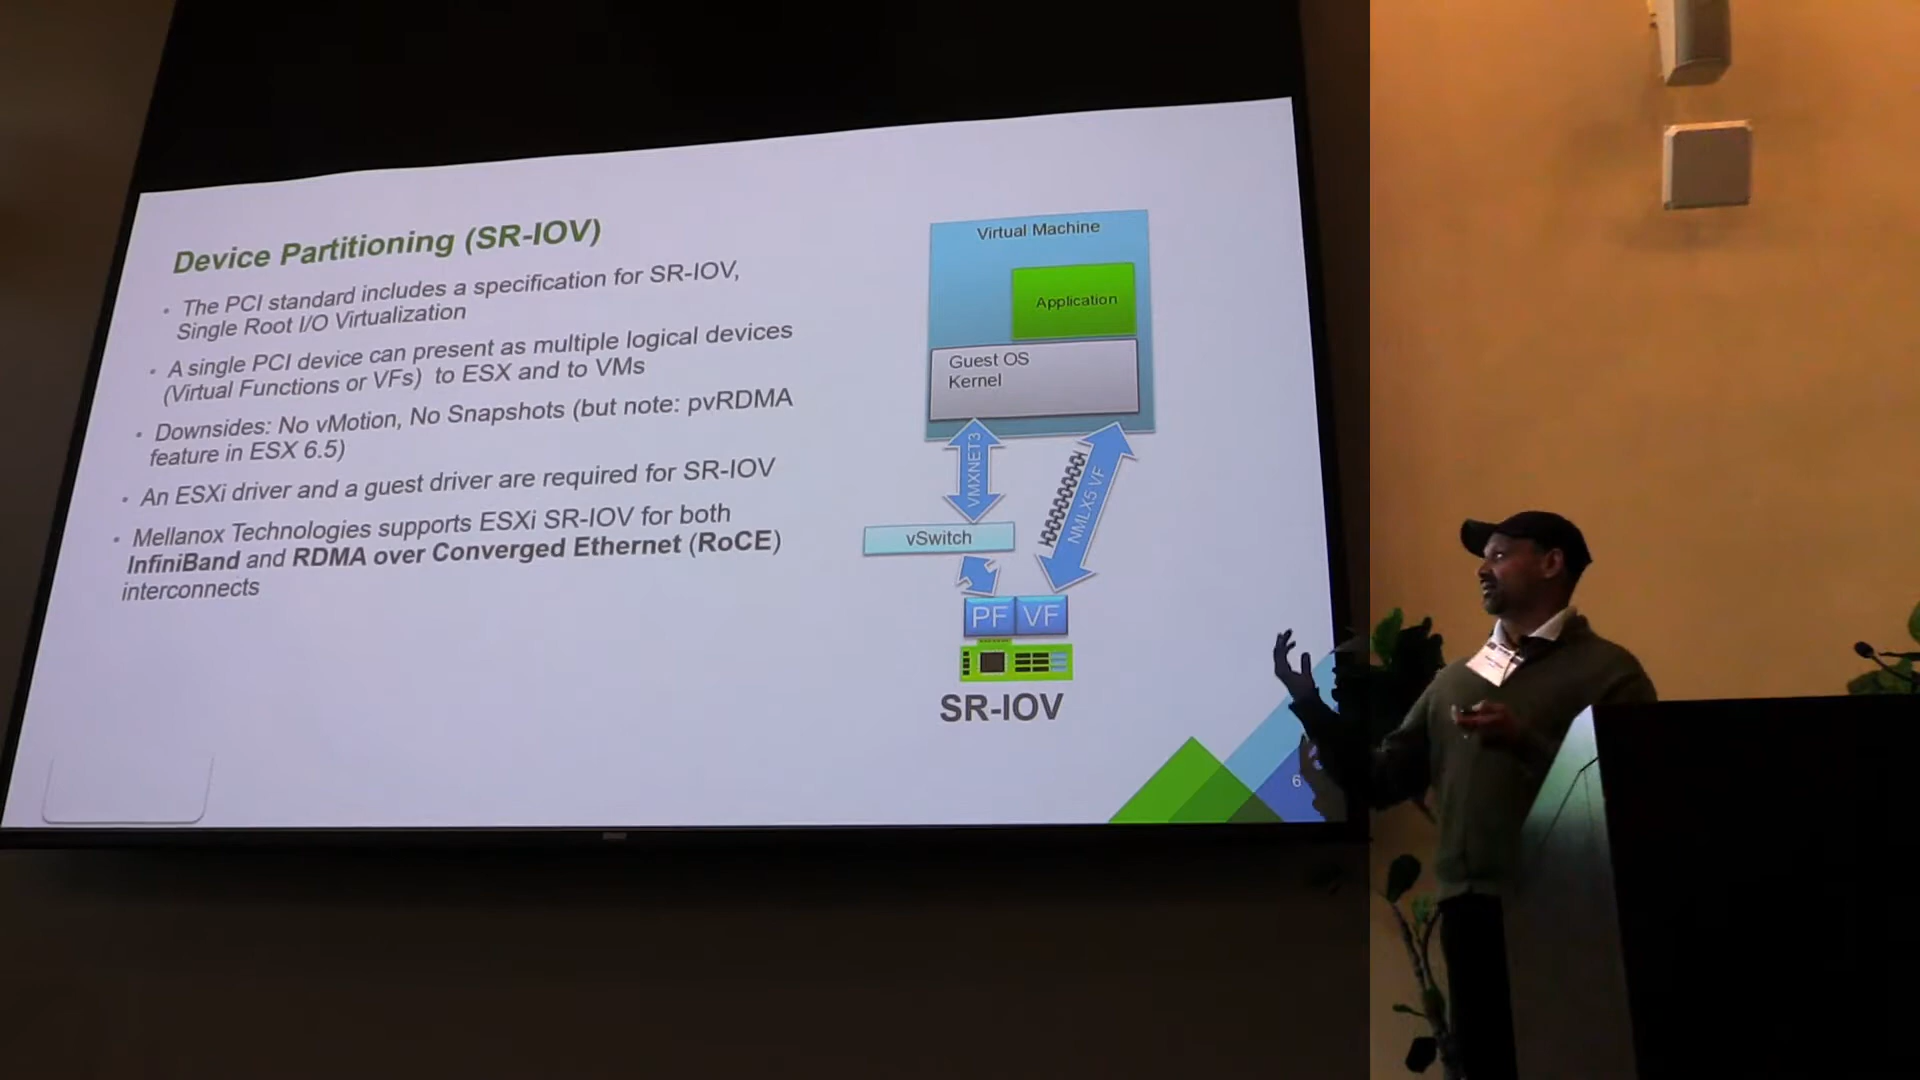 Device Partitioning (SR-IOV)
• The PCI standard includes a specification for SR-IOV,
Single Root I/O Virtualization
• A single PCI device can present as multiple logical devices
(Virtual Functions or VFs) to ESX and to VMs
• Downsides: No vMotion, No Snapshots (but note: pvRDMA
feature in ESX 6.5)
• An ESXi driver and a guest driver are required for SR-IOV
• Mellanox Technologies supports ESXi SR-IOV for both
InfiniBand and RDMA over Converged Ethernet (RoCE)
interconnects
Virtual Machine
Application
Guest OS
Kernel
VMXNET3
NMLX5 VF
vSwitch
PF
VF
SR-IOV
6